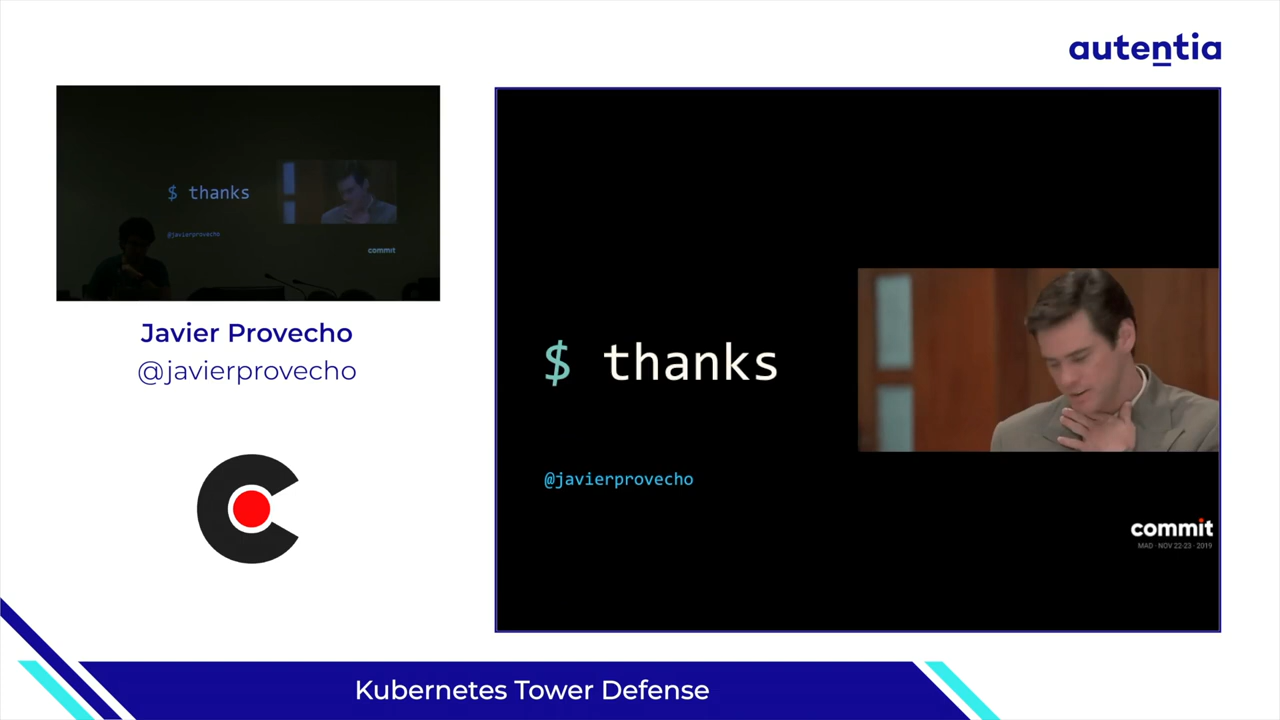 autentia
$ thanks
@javierprovecho
commit
Javier Provecho
@javierprovecho
$ thanks
@javierprovecho
commit
MAD · NOV 22-23 · 2019
Kubernetes Tower Defense